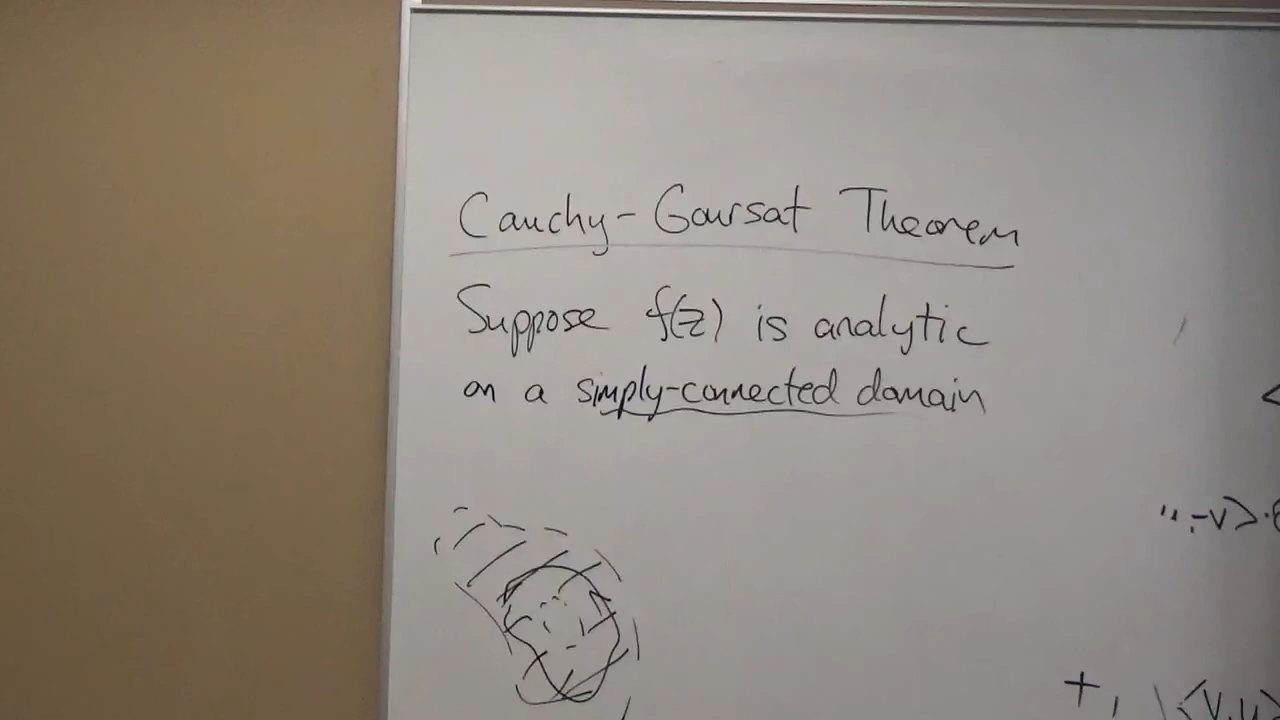 Cauchy-Goursat Theorem
Suppose f(z) is analytic
on a simply-connected domain